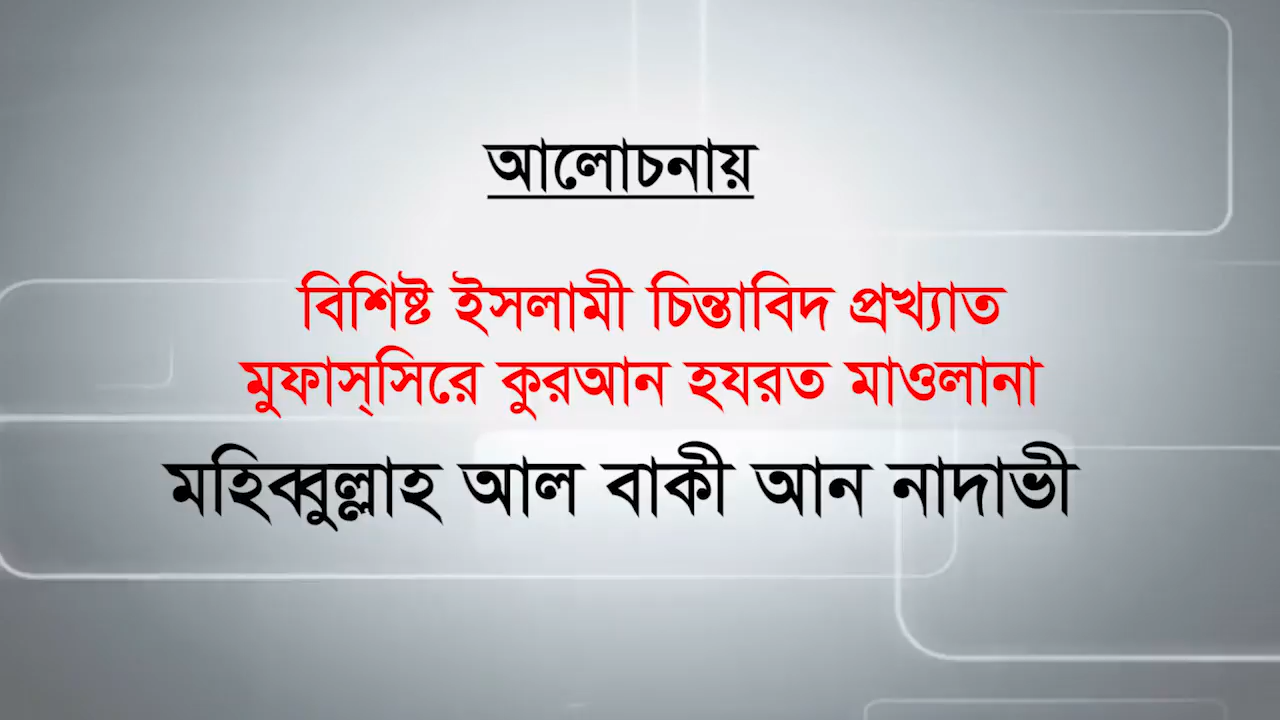 আলোচনায়
বিশিষ্ট ইসলামী চিন্তাবিদ প্রখ্যাত
মুফাস্‌সিরে কুরআন হযরত মাওলানা
মহিব্বুল্লাহ আল বাকী আন নাদাভী